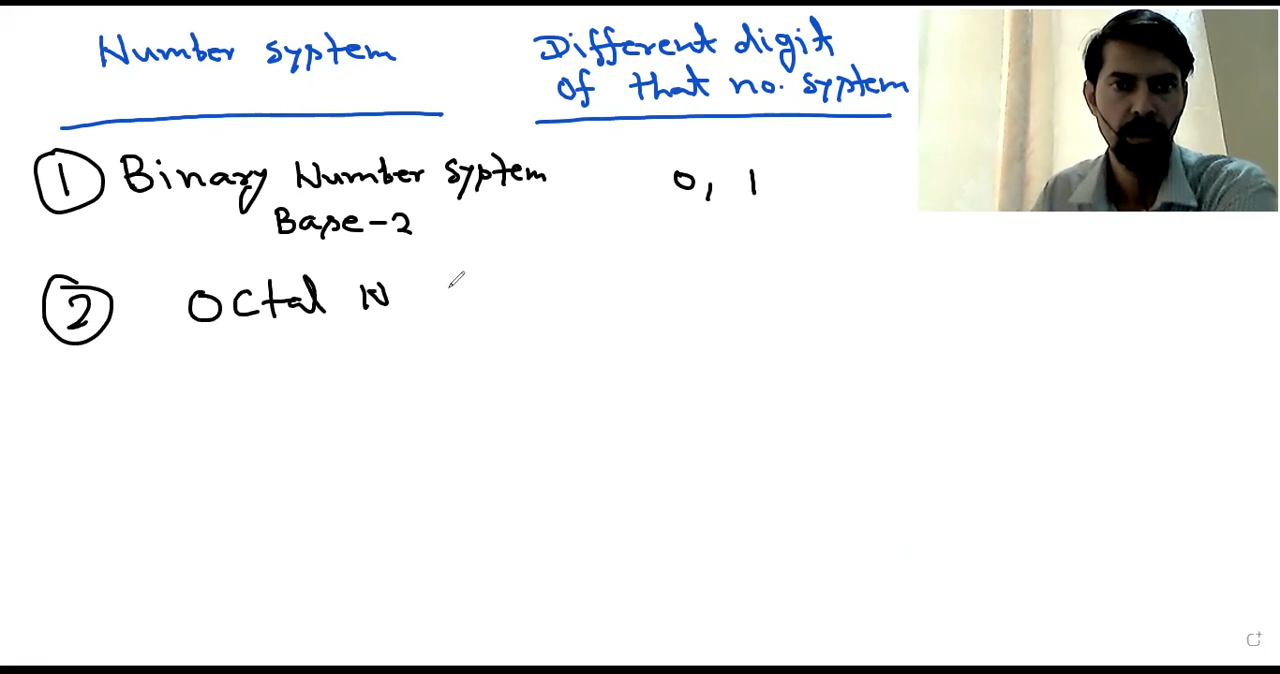 Number system
Different digit
of that no. system
1 Binary Number system 0, 1
Base-2
2 Octal N